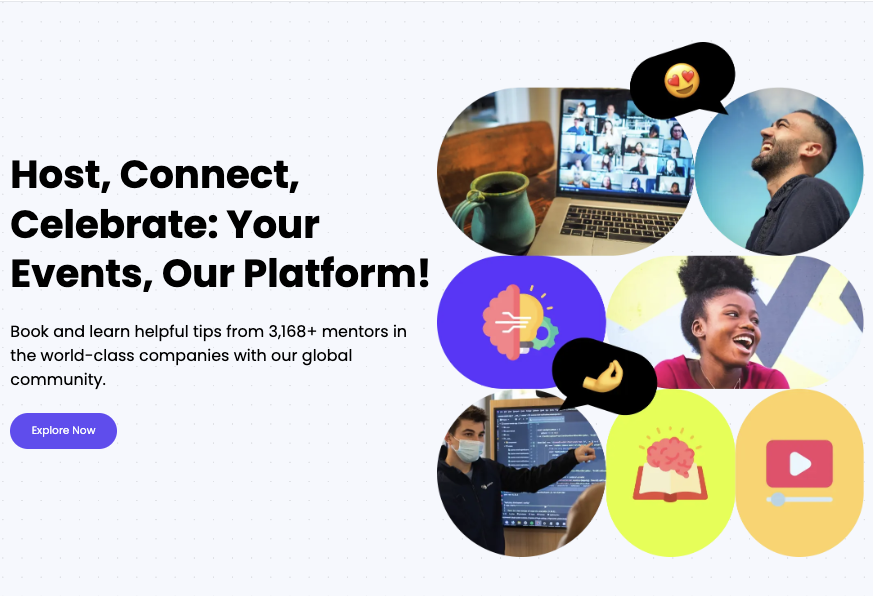 Host, Connect,
Celebrate: Your
Events, Our Platform!
Book and learn helpful tips from 3,168+ mentors in
the world-class companies with our global
community.
Explore Now